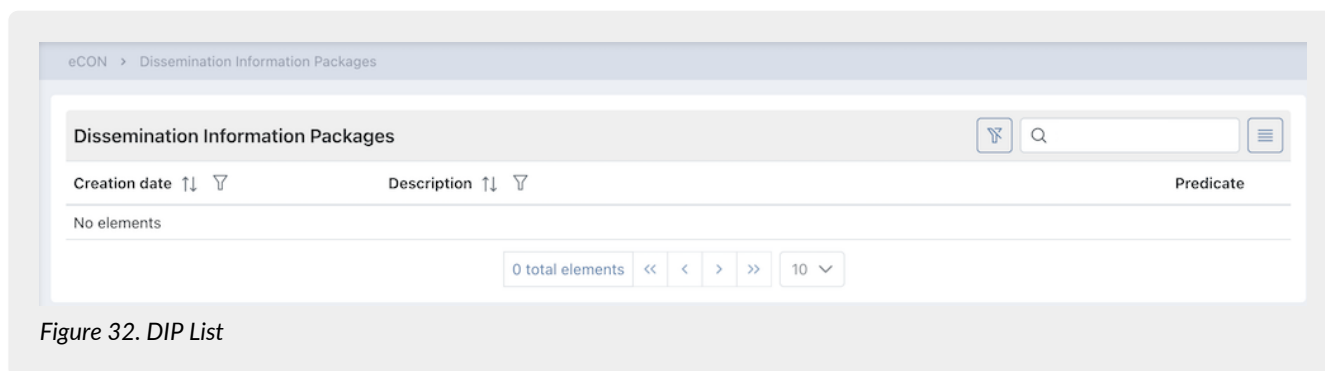 eCON > Dissemination Information Packages
Dissemination Information Packages
Creation date Description Predicate
No elements
0 total elements << < > >> 10
Figure 32. DIP List